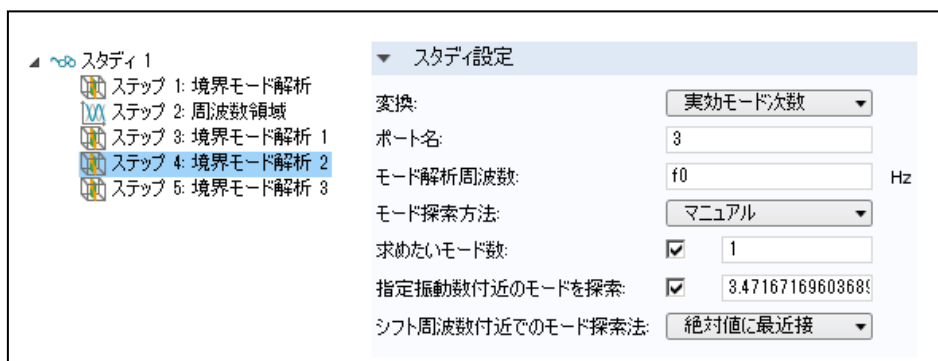 スタディ 1
ステップ 1: 境界モード解析
ステップ 2: 周波数領域
ステップ 3: 境界モード解析 1
ステップ 4: 境界モード解析 2
ステップ 5: 境界モード解析 3
スタディ設定
変換: 実効モード次数
ポート名: 3
モード解析周波数: f0 Hz
モード探索方法: マニュアル
求めたいモード数: 1
指定振動数付近のモードを探索: 3.4716716960368
シフト周波数付近でのモード探索法: 絶対値に最近接